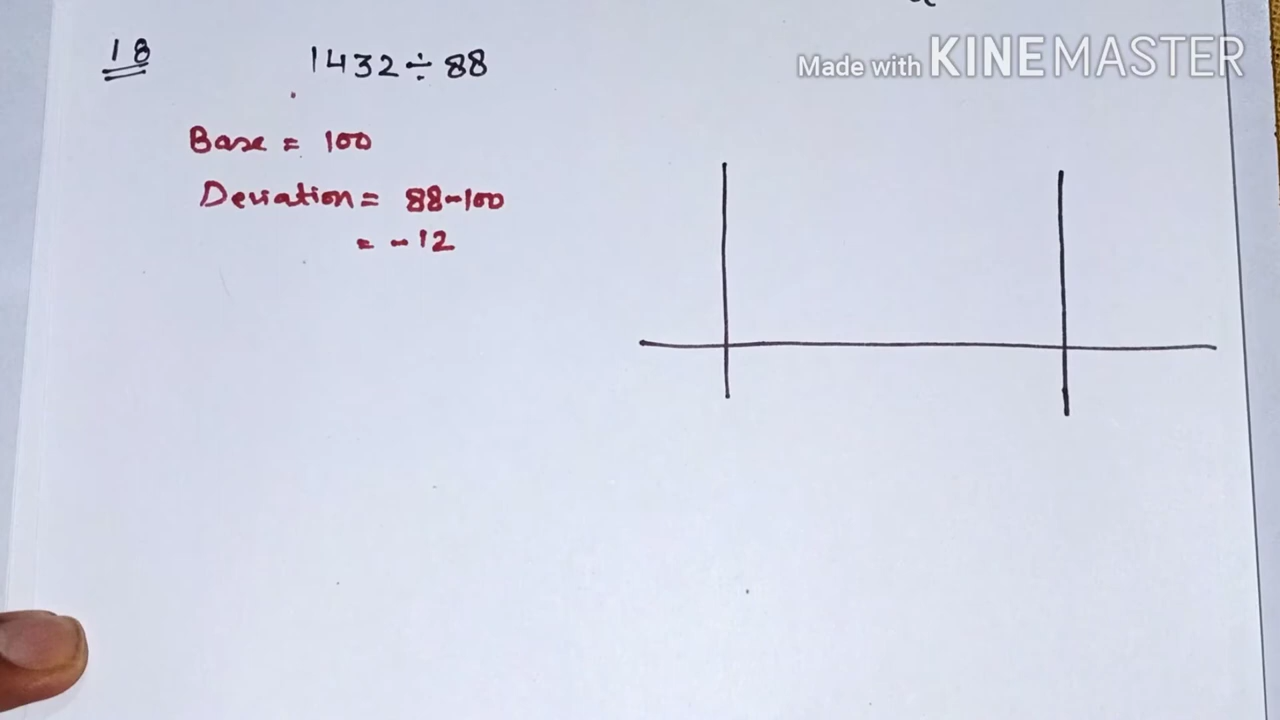 18
1432 ÷ 88
Made with KINEMASTER
Base = 100
Deviation = 88-100
= -12